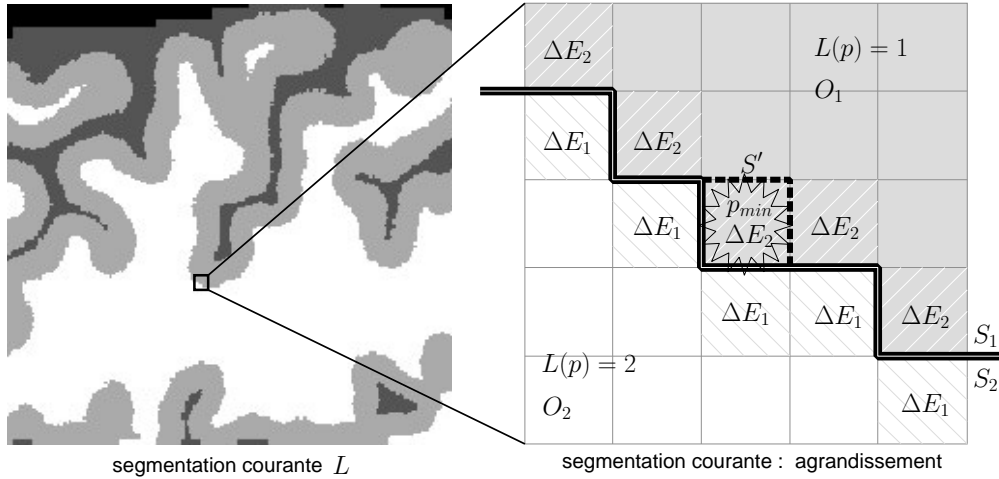 ΔE₂
L(p) = 1
O₁
ΔE₁
ΔE₂
S′
p_min
ΔE₂
ΔE₁
ΔE₂
ΔE₁
ΔE₁
ΔE₂
S₁
L(p) = 2
S₂
O₂
ΔE₁
segmentation courante L
segmentation courante : agrandissement